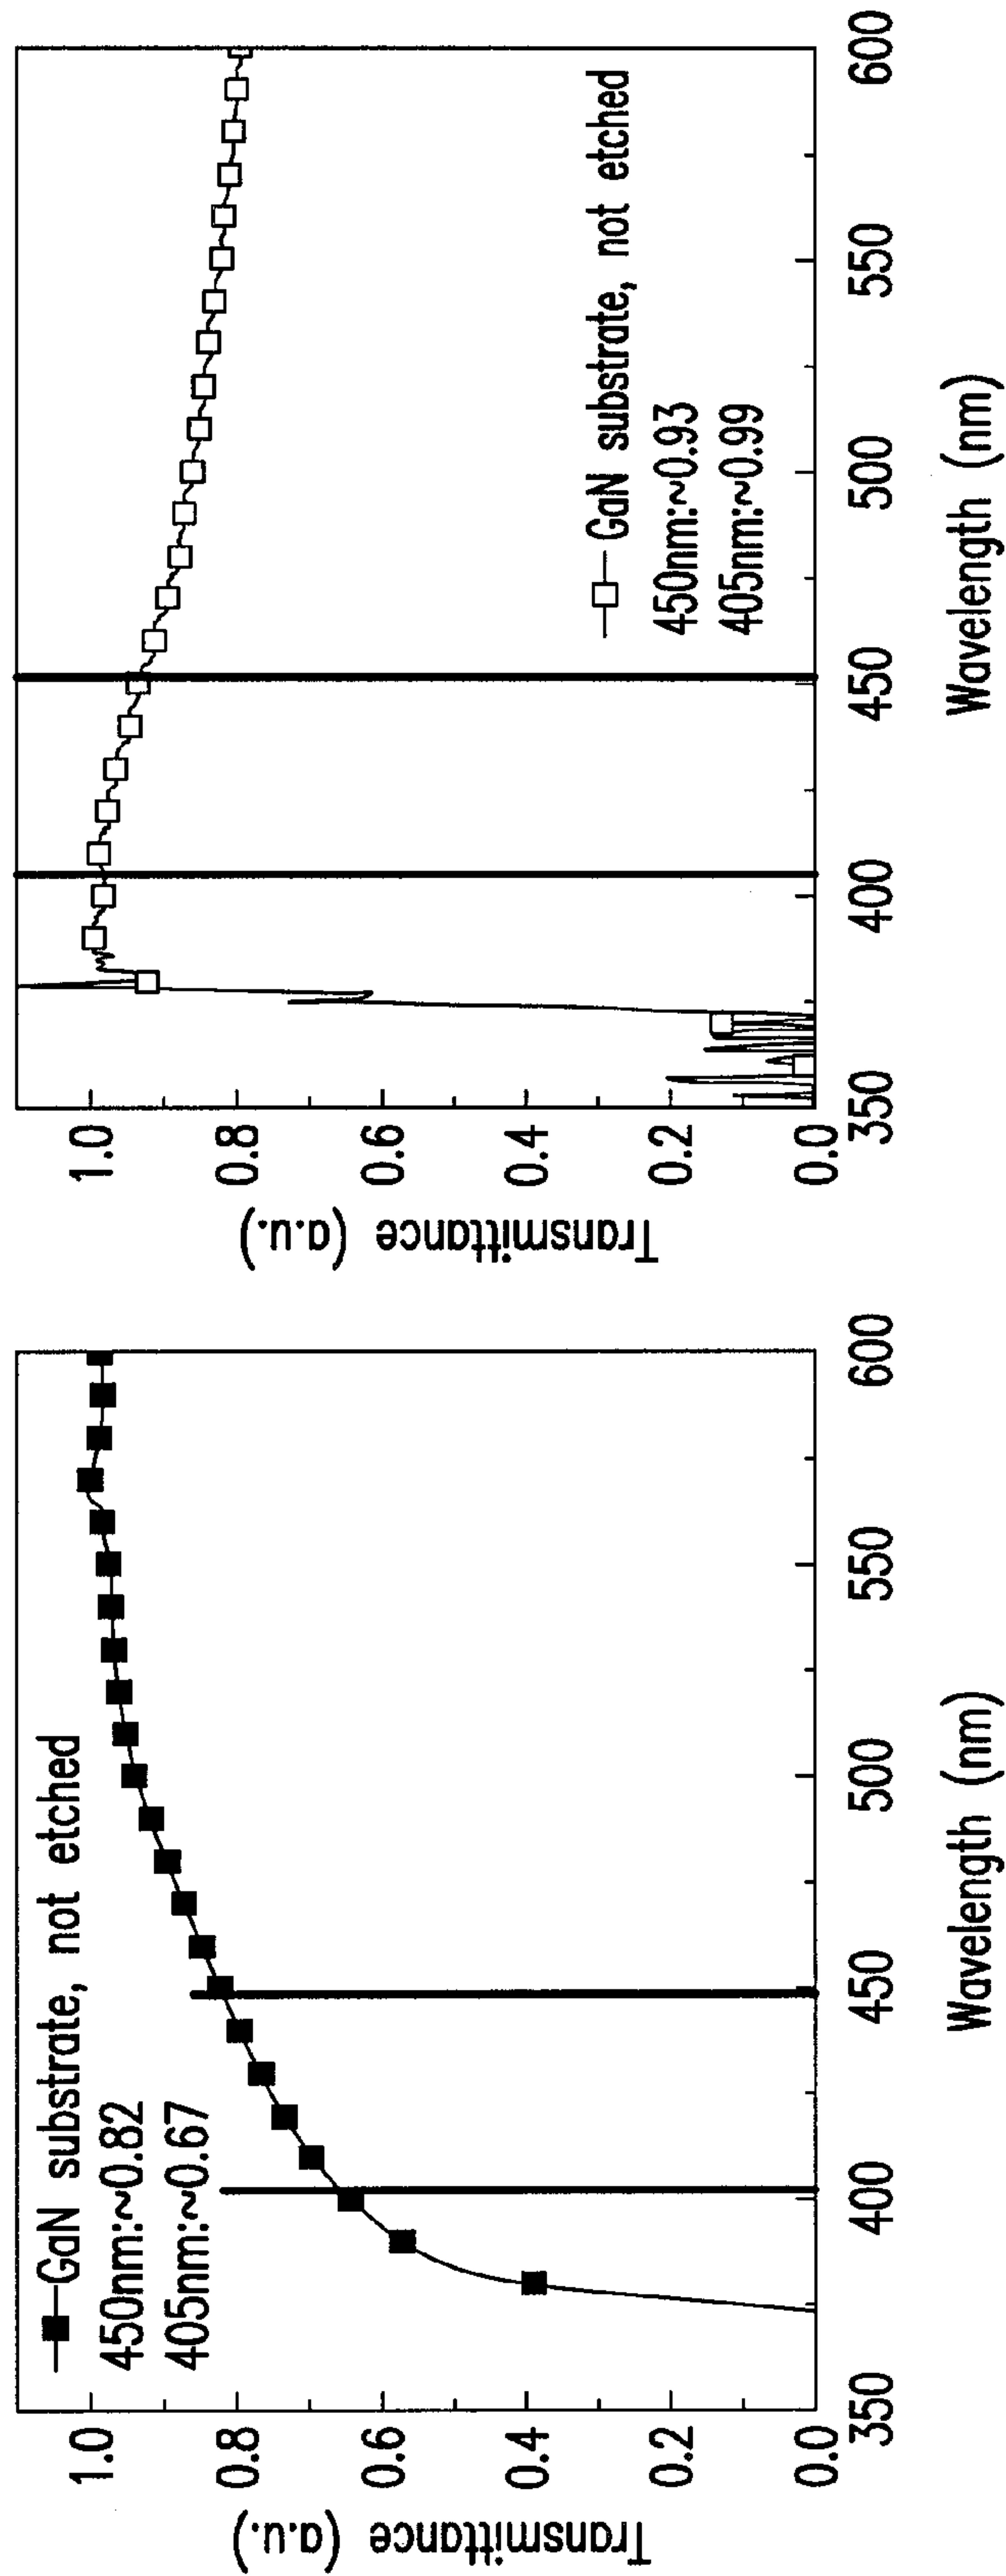 GaN substrate, not etched
450nm:~0.82
405nm:~0.67
1.0
0.8
0.6
0.4
0.2
0.0
Transmittance (a.u.)
350
400
450
500
550
600
Wavelength (nm)
GaN substrate, not etched
450nm:~0.93
405nm:~0.99
1.0
0.8
0.6
0.4
0.2
0.0
Transmittance (a.u.)
350
400
450
500
550
600
Wavelength (nm)